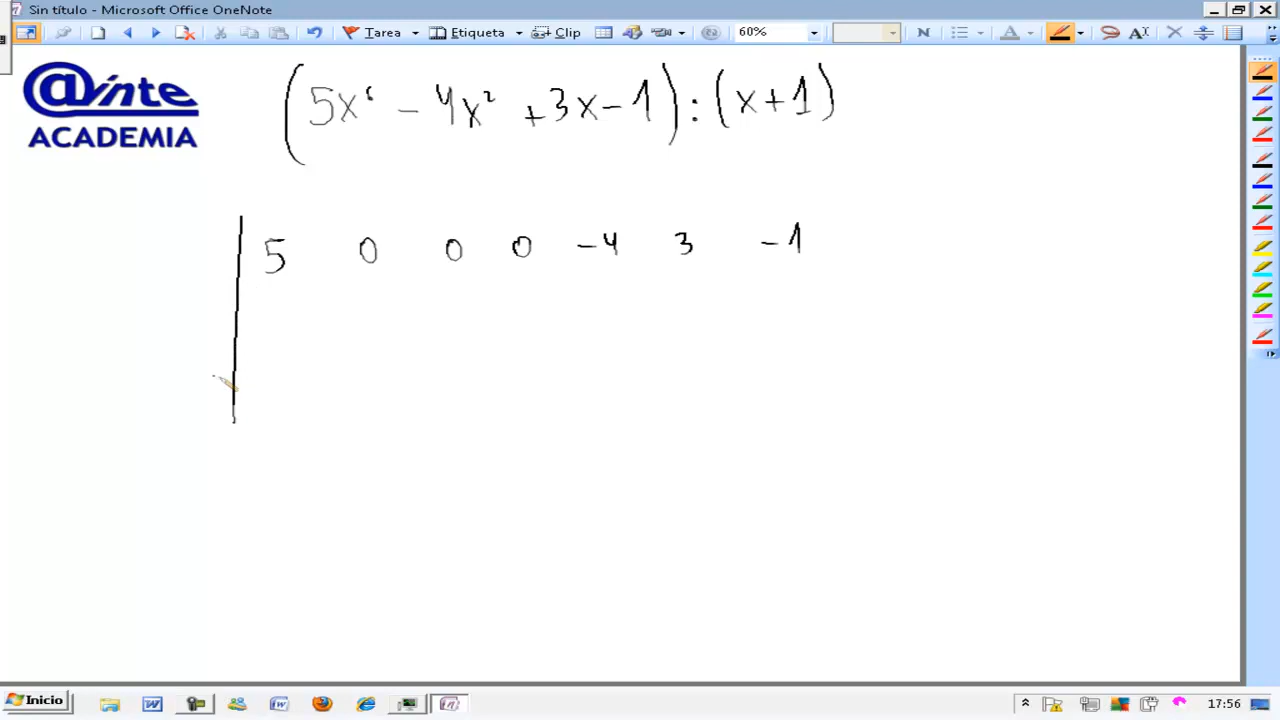 Sin título - Microsoft Office OneNote
Tarea Etiqueta Clip 60% N A
@inte
ACADEMIA
(5x⁶ - 4x² + 3x - 1) : (x + 1)
5 0 0 0 -4 3 -1
Inicio 17:56